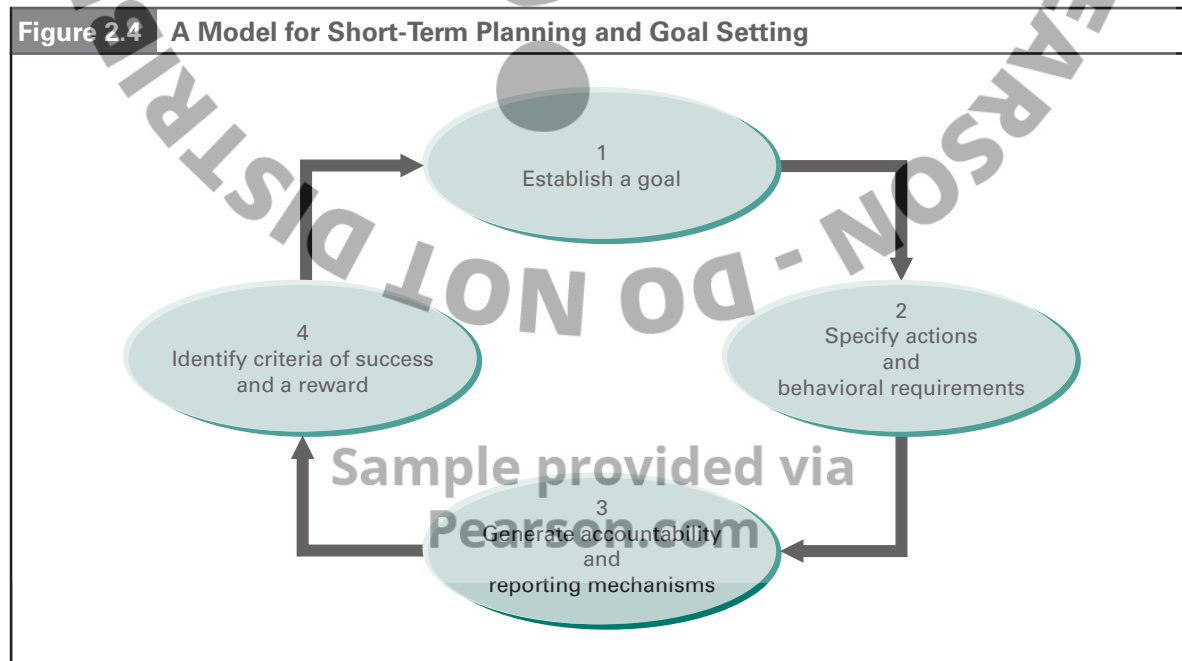 Figure 2.4 A Model for Short-Term Planning and Goal Setting
1
Establish a goal
2
Specify actions
and
behavioral requirements
3
Generate accountability
and
reporting mechanisms
4
Identify criteria of success
and a reward
DO NOT DISTRIB
PEARSON
Sample provided via
Pearson.com